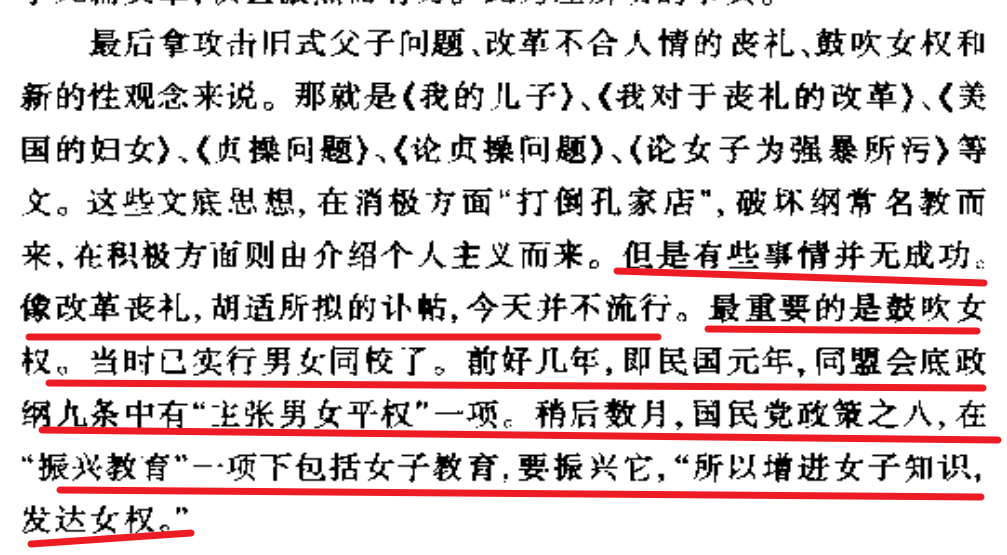 最后拿攻击旧式父子问题、改革不合人情的丧礼、鼓吹女权和
新的性观念来说。那就是《我的儿子》、《我对于丧礼的改革》、《美
国的妇女》、《贞操问题》、《论贞操问题》、《论女子为强暴所污》等
文。这些文底思想,在消极方面“打倒孔家店”,破坏纲常名教而
来,在积极方面则由介绍个人主义而来。但是有些事情并无成功。
像改革丧礼,胡适所拟的讣帖,今天并不流行。最重要的是鼓吹女
权。当时已实行男女同校了。前好几年,即民国元年,同盟会底政
纲九条中有“主张男女平权”一项。稍后数月,国民党政策之八,在
“振兴教育”一项下包括女子教育,要振兴它,“所以增进女子知识,
发达女权。”